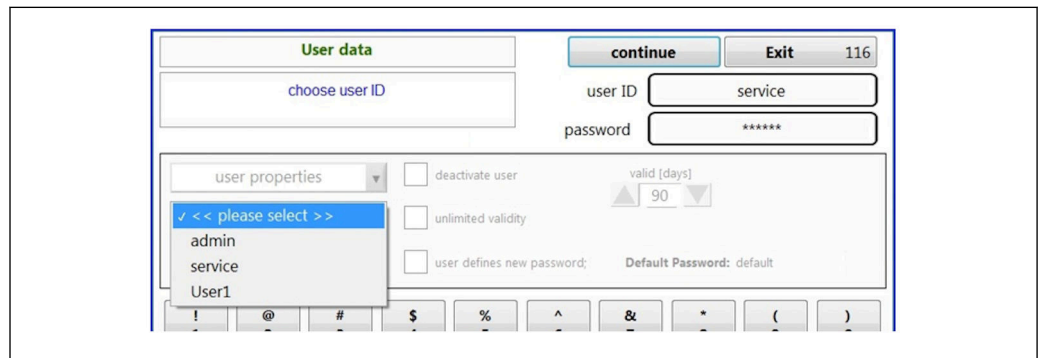 User data
continue
Exit 116
choose user ID
user ID service
password ******
user properties
deactivate user
valid [days]
90
✓ << please select >>
unlimited validity
admin
service
user defines new password;
Default Password: default
User1
! @ # $ % ^ & * ( )